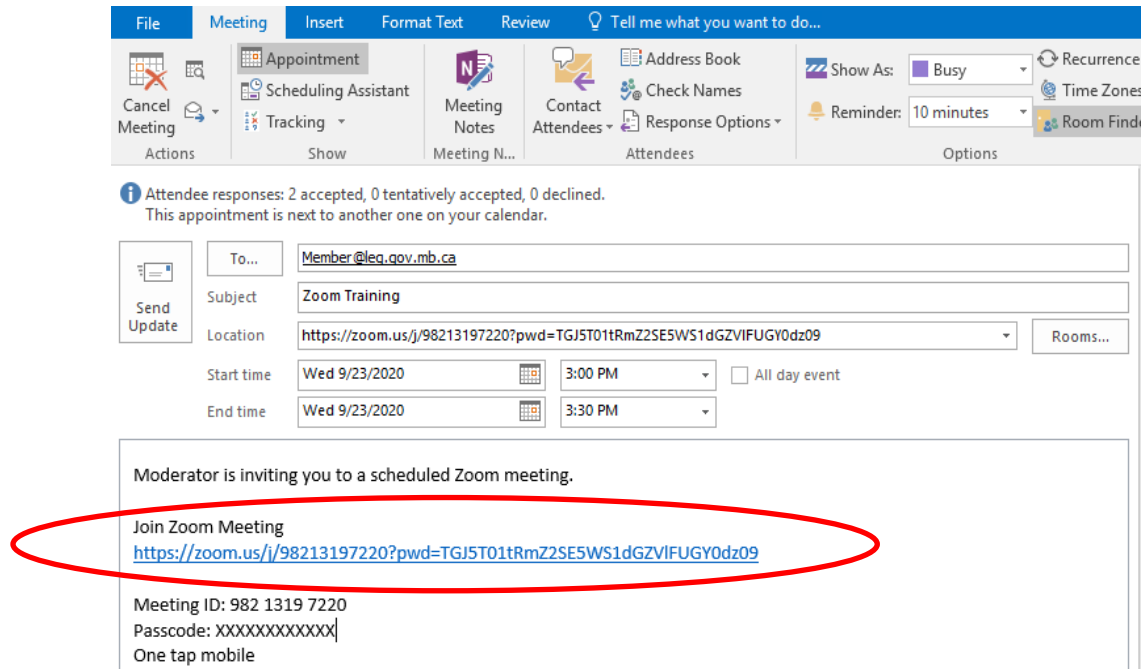 File Meeting Insert Format Text Review Tell me what you want to do...
Cancel Meeting
Appointment
Scheduling Assistant
Tracking
Meeting Notes
Contact Attendees
Address Book
Check Names
Response Options
Show As: Busy
Reminder: 10 minutes
Recurrence
Time Zones
Room Finde
Actions Show Meeting N... Attendees Options
Attendee responses: 2 accepted, 0 tentatively accepted, 0 declined.
This appointment is next to another one on your calendar.
Send Update
To... Member@leg.gov.mb.ca
Subject Zoom Training
Location https://zoom.us/j/98213197220?pwd=TGJ5T01tRmZ2SE5WS1dGZVlFUGY0dz09 Rooms...
Start time Wed 9/23/2020 3:00 PM All day event
End time Wed 9/23/2020 3:30 PM
Moderator is inviting you to a scheduled Zoom meeting.
Join Zoom Meeting
https://zoom.us/j/98213197220?pwd=TGJ5T01tRmZ2SE5WS1dGZVlFUGY0dz09
Meeting ID: 982 1319 7220
Passcode: XXXXXXXXXXXX
One tap mobile